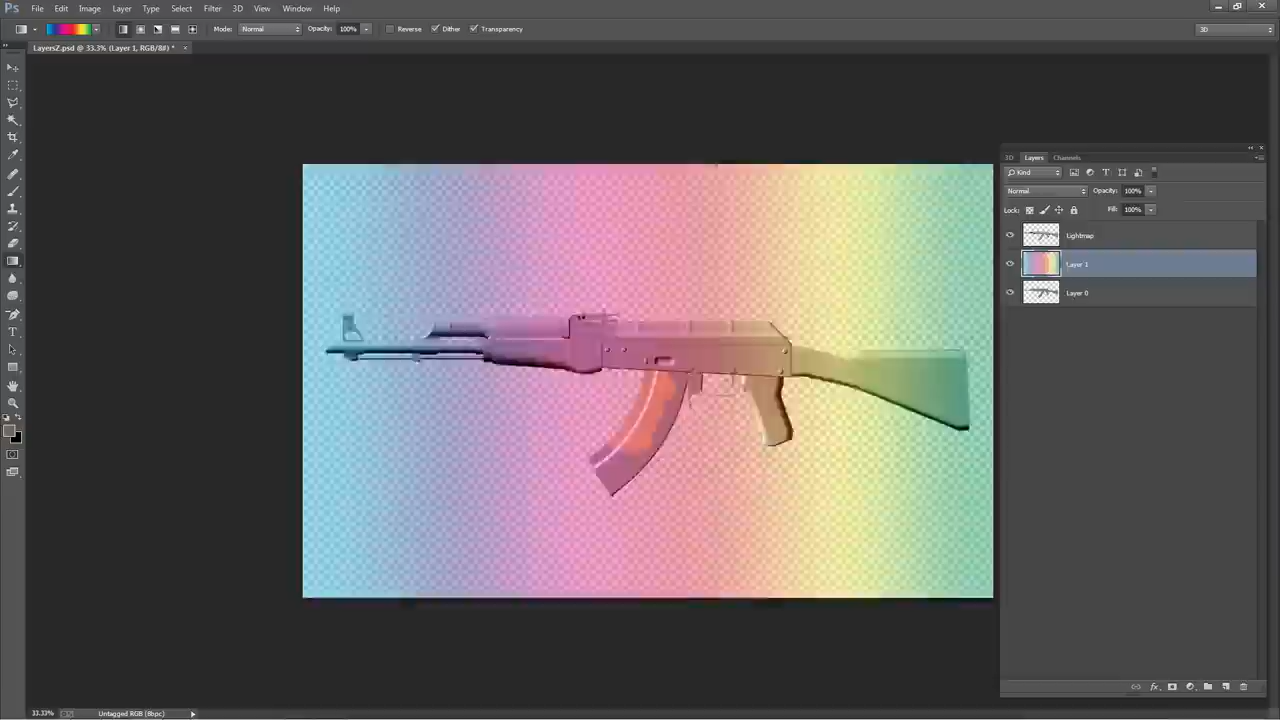 Ps File Edit Image Layer Type Select Filter 3D View Window Help
Mode: Normal Opacity: 100% Reverse Dither Transparency 3D
LayersZ.psd @ 33.3% (Layer 1, RGB/8#) * ×
3D Layers Channels
Kind
Normal Opacity: 100%
Lock: Fill: 100%
Lightmap
Layer 1
Layer 0
33.33% Untagged RGB (8bpc)